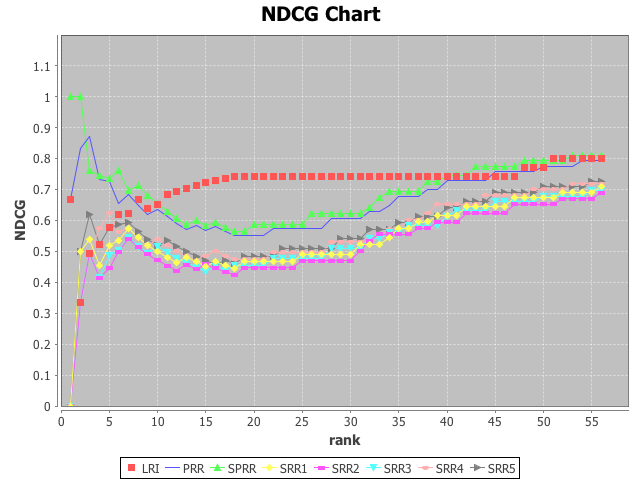 NDCG Chart
NDCG
1.1
1
0.9
0.8
0.7
0.6
0.5
0.4
0.3
0.2
0.1
0
0 5 10 15 20 25 30 35 40 45 50 55
rank
LRI PRR SPRR SRR1 SRR2 SRR3 SRR4 SRR5